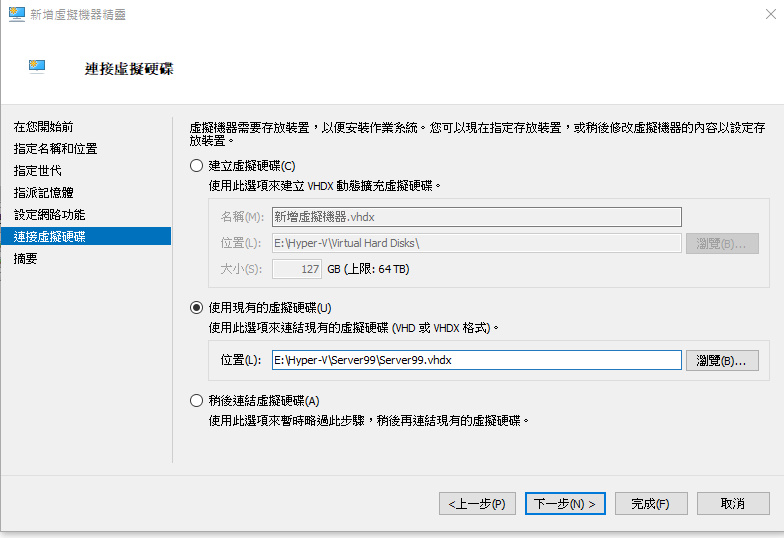 新增虛擬機器精靈
連接虛擬硬碟
在您開始前
指定名稱和位置
指定世代
指派記憶體
設定網路功能
連接虛擬硬碟
摘要
虛擬機器需要存放裝置，以便安裝作業系統。您可以現在指定存放裝置，或稍後修改虛擬機器的內容以設定存
放裝置。
建立虛擬硬碟(C)
使用此選項來建立 VHDX 動態擴充虛擬硬碟。
名稱(M): 新增虛擬機器.vhdx
位置(L): E:\Hyper-V\Virtual Hard Disks\ 瀏覽(B)...
大小(S): 127 GB (上限: 64 TB)
使用現有的虛擬硬碟(U)
使用此選項來連結現有的虛擬硬碟 (VHD 或 VHDX 格式)。
位置(L): E:\Hyper-V\Server99\Server99.vhdx 瀏覽(B)...
稍後連結虛擬硬碟(A)
使用此選項來暫時略過此步驟，稍後再連結現有的虛擬硬碟。
<上一步(P) 下一步(N) > 完成(F) 取消